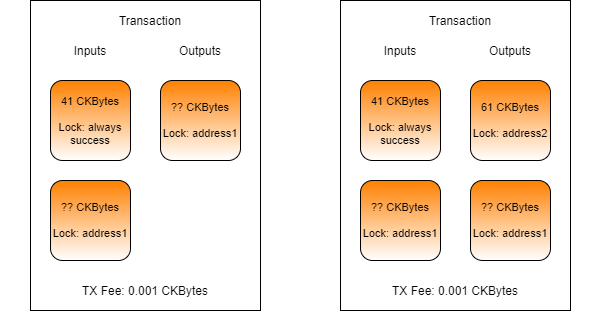 Transaction
Inputs
Outputs
41 CKBytes
Lock: always
success
?? CKBytes
Lock: address1
?? CKBytes
Lock: address1
TX Fee: 0.001 CKBytes
Transaction
Inputs
Outputs
41 CKBytes
Lock: always
success
61 CKBytes
Lock: address2
?? CKBytes
Lock: address1
?? CKBytes
Lock: address1
TX Fee: 0.001 CKBytes